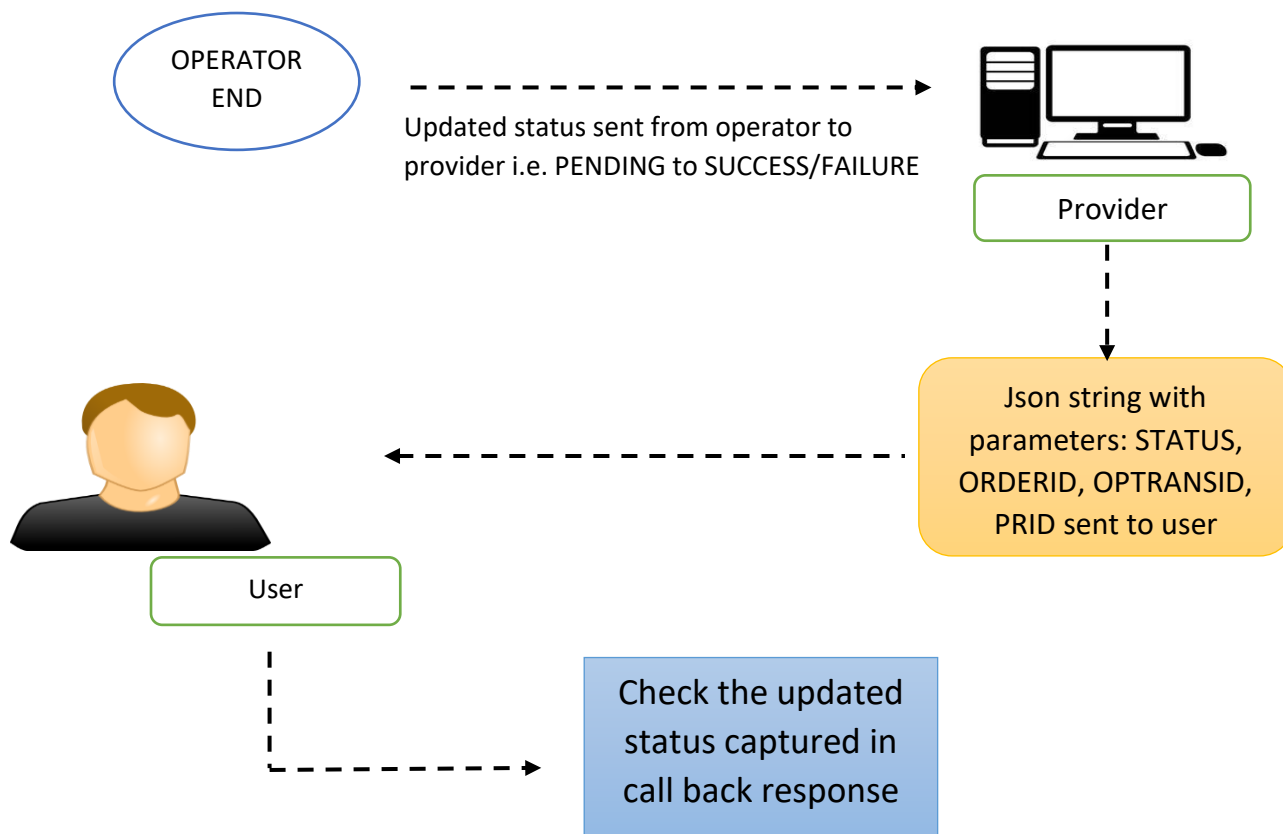 OPERATOR
END
Updated status sent from operator to
provider i.e. PENDING to SUCCESS/FAILURE
Provider
Json string with
parameters: STATUS,
ORDERID, OPTRANSID,
PRID sent to user
User
Check the updated
status captured in
call back response